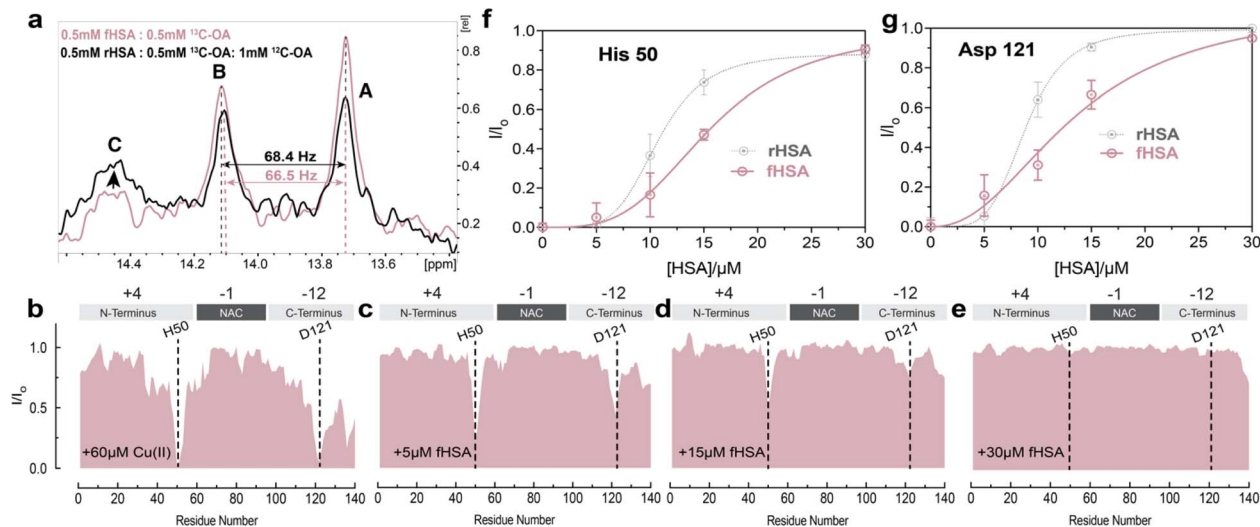 a
0.5mM fHSA : 0.5mM ¹³C-OA
0.5mM rHSA : 0.5mM ¹³C-OA: 1mM ¹²C-OA
[rel]
B
A
C
68.4 Hz
66.5 Hz
0.8
0.7
0.6
0.5
0.4
0.3
0.2
14.4 14.2 14.0 13.8 13.6 [ppm]
f
His 50
I/Io
1.0
0.8
0.6
0.4
0.2
0.0
rHSA
fHSA
0 5 10 15 20 25 30
[HSA]/μM
g
Asp 121
I/Io
1.0
0.8
0.6
0.4
0.2
0.0
rHSA
fHSA
0 5 10 15 20 25 30
[HSA]/μM
b
+4 -1 -12
N-Terminus NAC C-Terminus
H50 D121
I/Io
1.0
0.5
0.0
+60μM Cu(II)
0 20 40 60 80 100 120 140
Residue Number
c
+4 -1 -12
N-Terminus NAC C-Terminus
H50 D121
+5μM fHSA
0 20 40 60 80 100 120 140
Residue Number
d
+4 -1 -12
N-Terminus NAC C-Terminus
H50 D121
+15μM fHSA
0 20 40 60 80 100 120 140
Residue Number
e
+4 -1 -12
N-Terminus NAC C-Terminus
H50 D121
+30μM fHSA
0 20 40 60 80 100 120 140
Residue Number